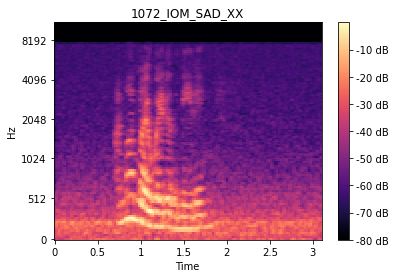 1072_IOM_SAD_XX
Hz
8192
4096
2048
1024
512
0
0
0.5
1
1.5
2
2.5
3
Time
-10 dB
-20 dB
-30 dB
-40 dB
-50 dB
-60 dB
-70 dB
-80 dB